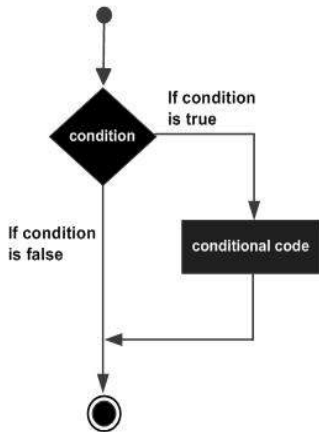 If condition
is true
condition
If condition
is false
conditional code